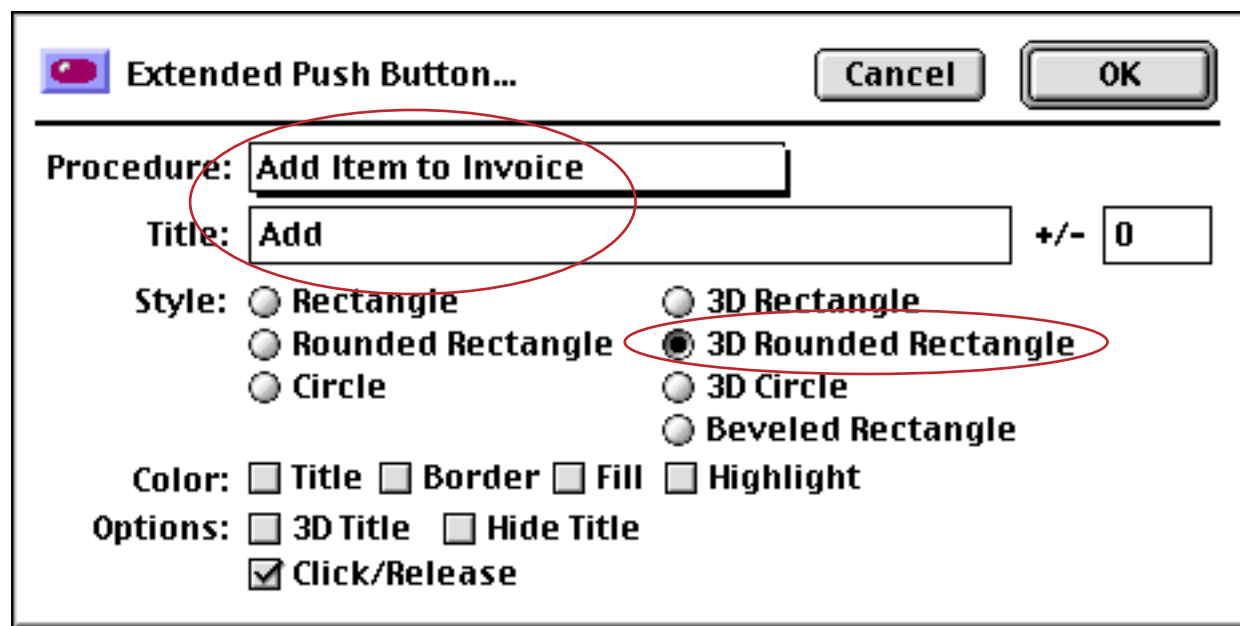 Extended Push Button... Cancel OK
Procedure: Add Item to Invoice
Title: Add +/- 0
Style: Rectangle 3D Rectangle
Rounded Rectangle 3D Rounded Rectangle
Circle 3D Circle
Beveled Rectangle
Color: Title Border Fill Highlight
Options: 3D Title Hide Title
Click/Release